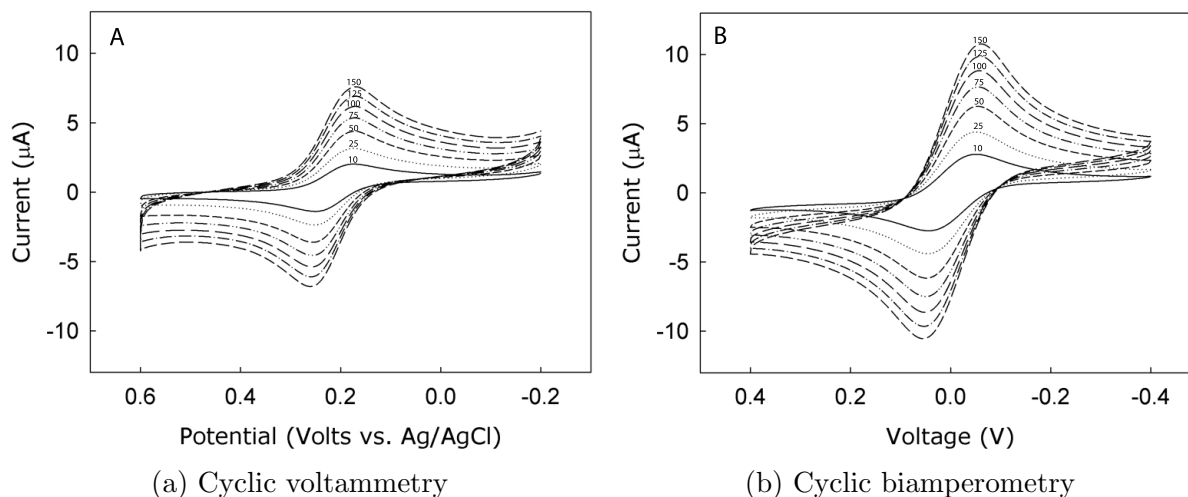 A
10
5
0
-5
-10
Current (μA)
150
125
100
75
50
25
10
0.6 0.4 0.2 0.0 -0.2
Potential (Volts vs. Ag/AgCl)
(a) Cyclic voltammetry
B
10
5
0
-5
-10
Current (μA)
150
125
100
75
50
25
10
0.4 0.2 0.0 -0.2 -0.4
Voltage (V)
(b) Cyclic biamperometry